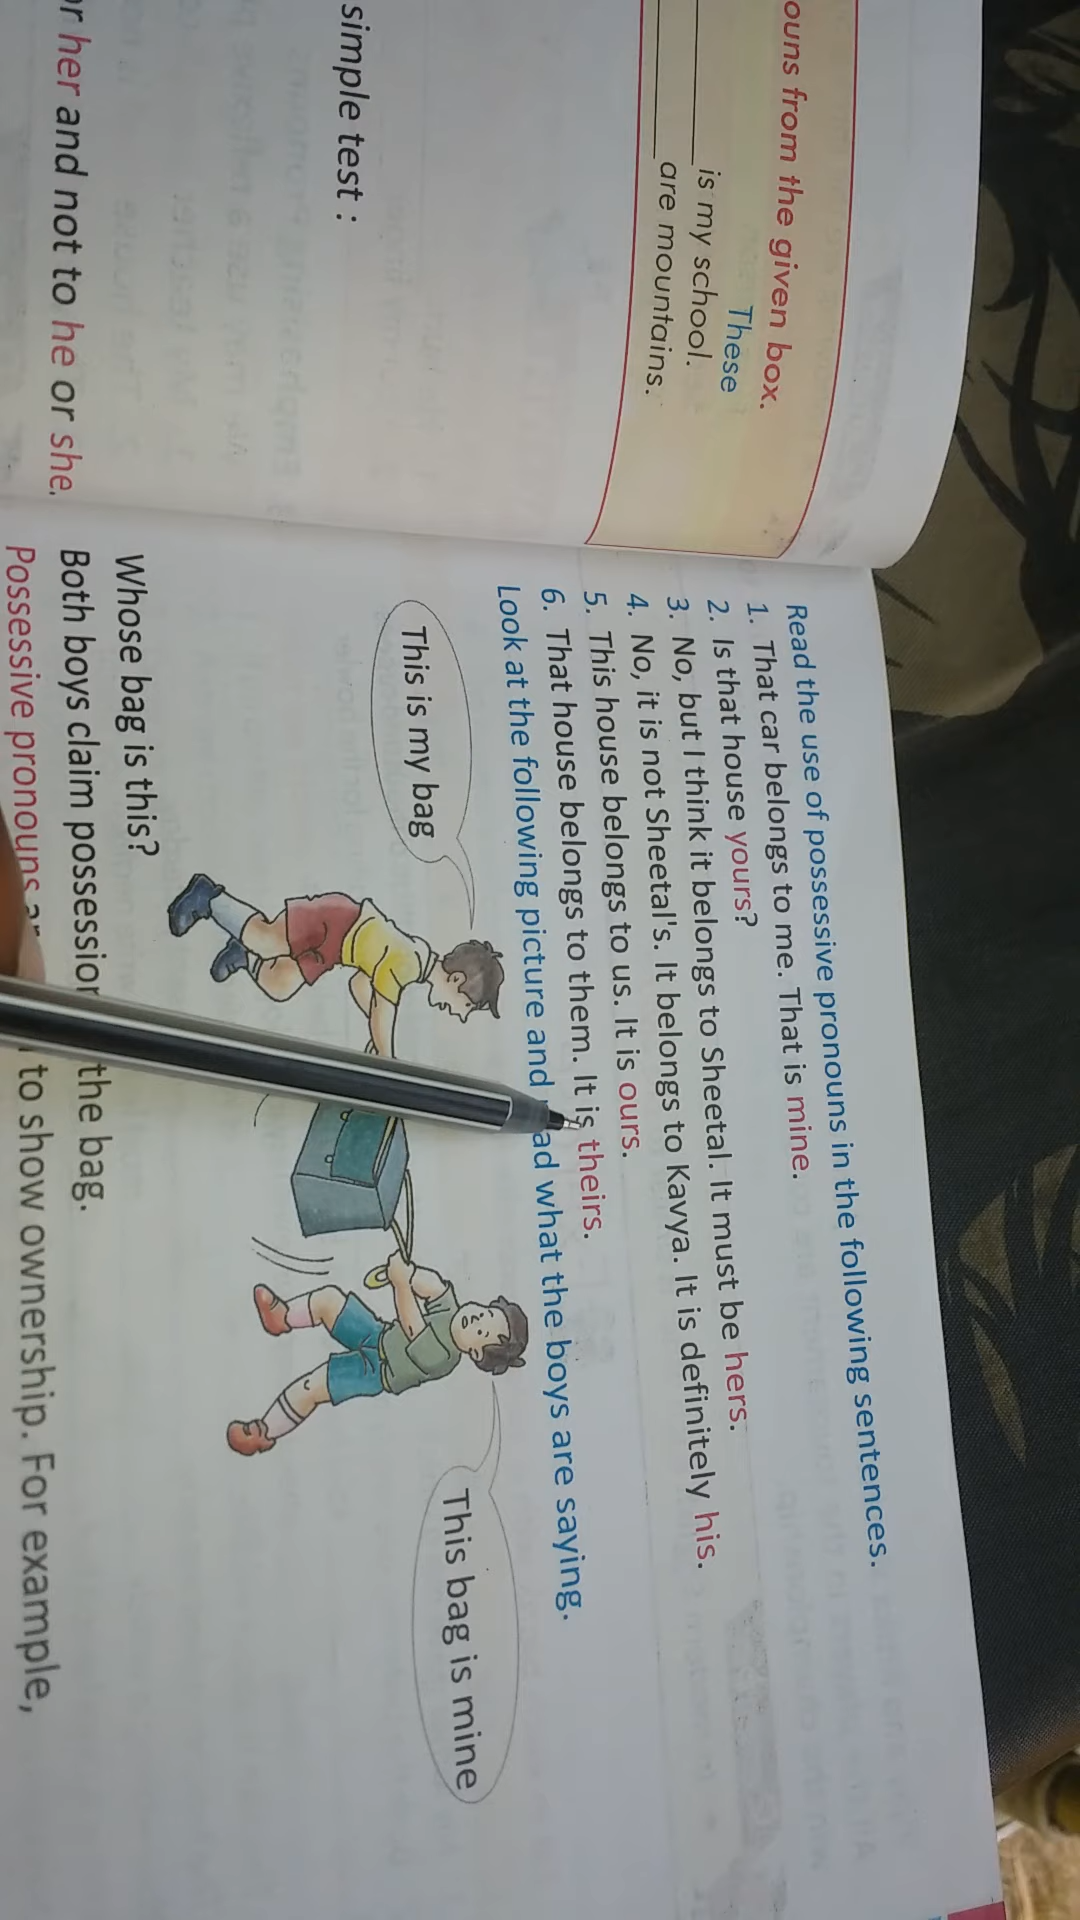 ouns from the given box.
These
is my school.
are mountains.
simple test :
r her and not to he or she.
Read the use of possessive pronouns in the following sentences.
1. That car belongs to me. That is mine.
2. Is that house yours?
3. No, but I think it belongs to Sheetal. It must be hers.
4. No, it is not Sheetal's. It belongs to Kavya. It is definitely his.
5. This house belongs to us. It is ours.
6. That house belongs to them. It is theirs.
Look at the following picture and ad what the boys are saying.
This is my bag
This bag is mine
Whose bag is this?
Both boys claim possession the bag.
Possessive pronouns to show ownership. For example,